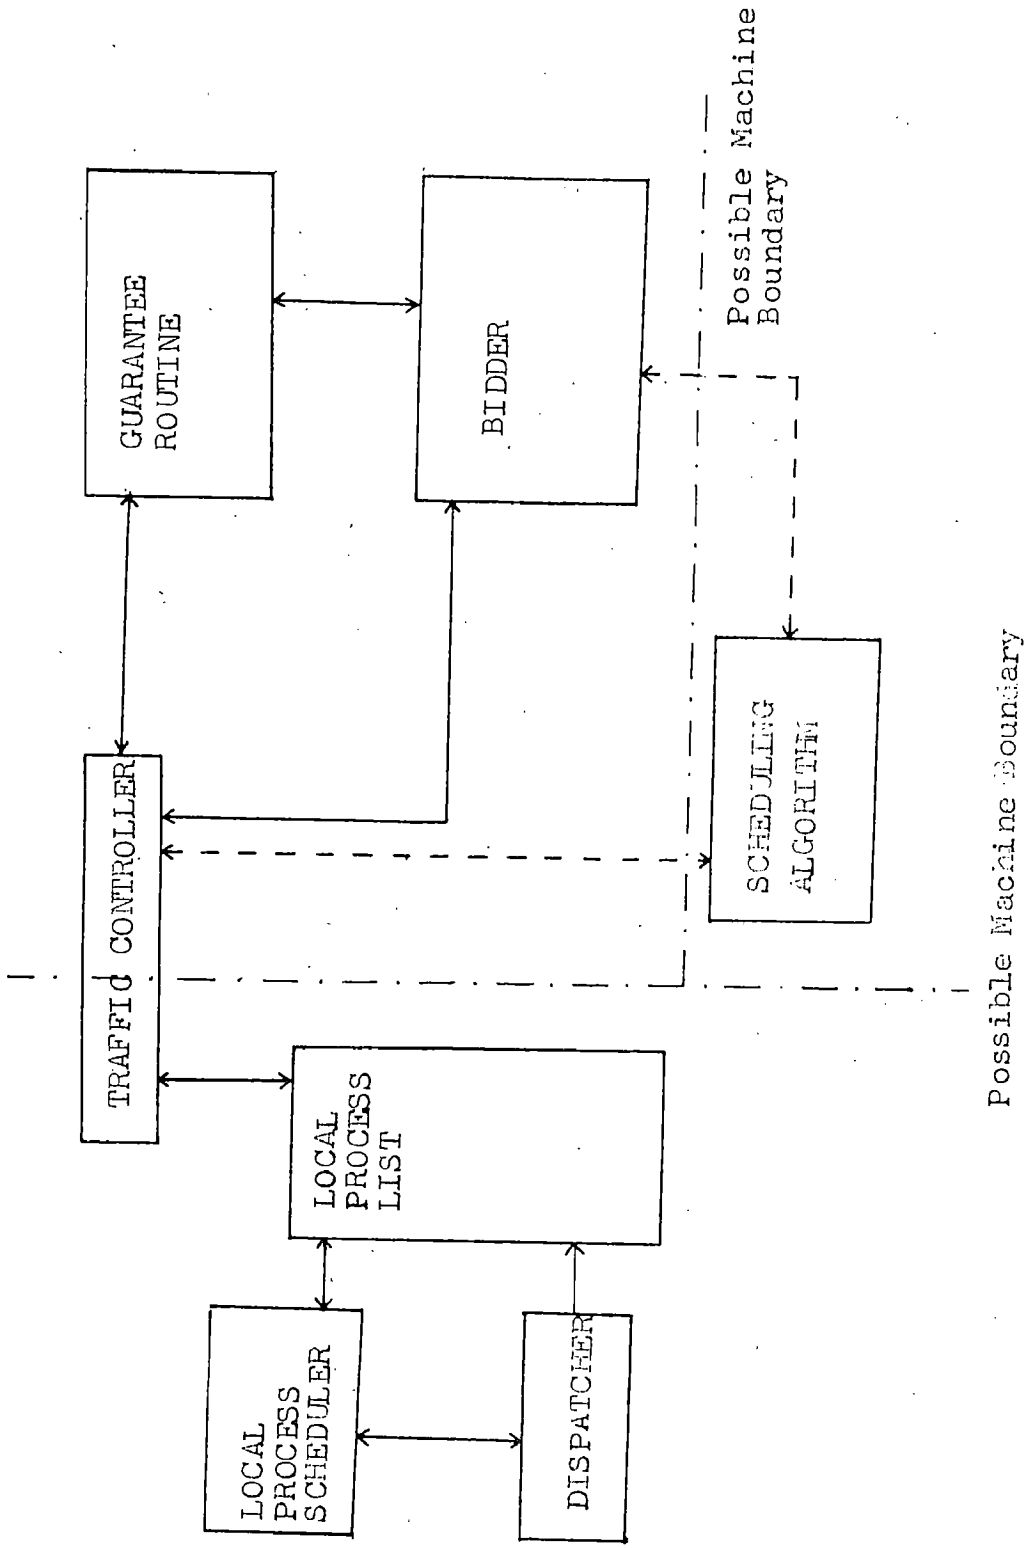 TRAFFIC CONTROLLER
GUARANTEE
ROUTINE
LOCAL
PROCESS
SCHEDULER
LOCAL
PROCESS
LIST
BIDDER
DISPATCHER
Possible Machine
Boundary
SCHEDULING
ALGORITHM
Possible Machine Boundary